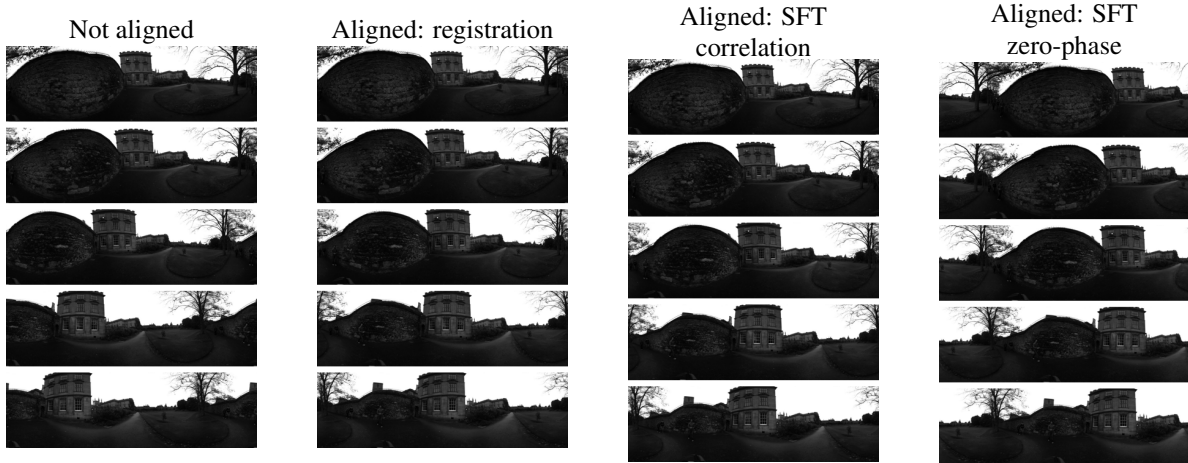 Not aligned
Aligned: registration
Aligned: SFT
correlation
Aligned: SFT
zero-phase